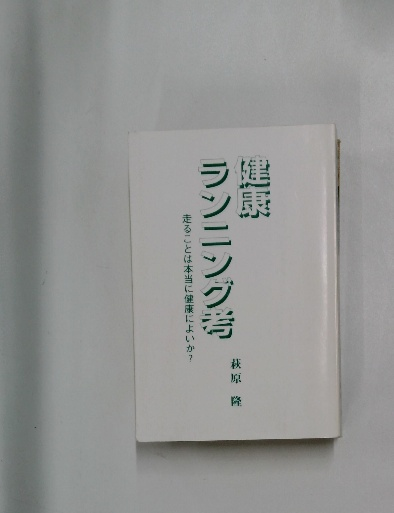 健康
ランニング考
走ることは本当に健康によいか？
萩原 隆